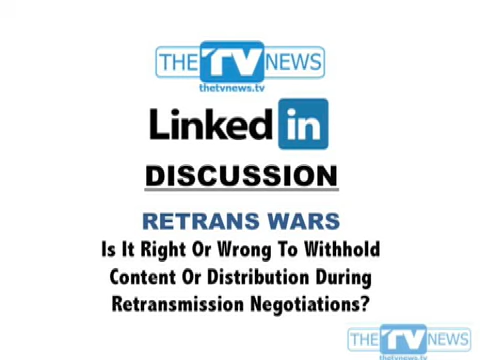 THE TV NEWS
thetvnews.tv
Linked in
DISCUSSION
RETRANS WARS
Is It Right Or Wrong To Withhold
Content Or Distribution During
Retransmission Negotiations?
THE TV NEWS
thetvnews.tv